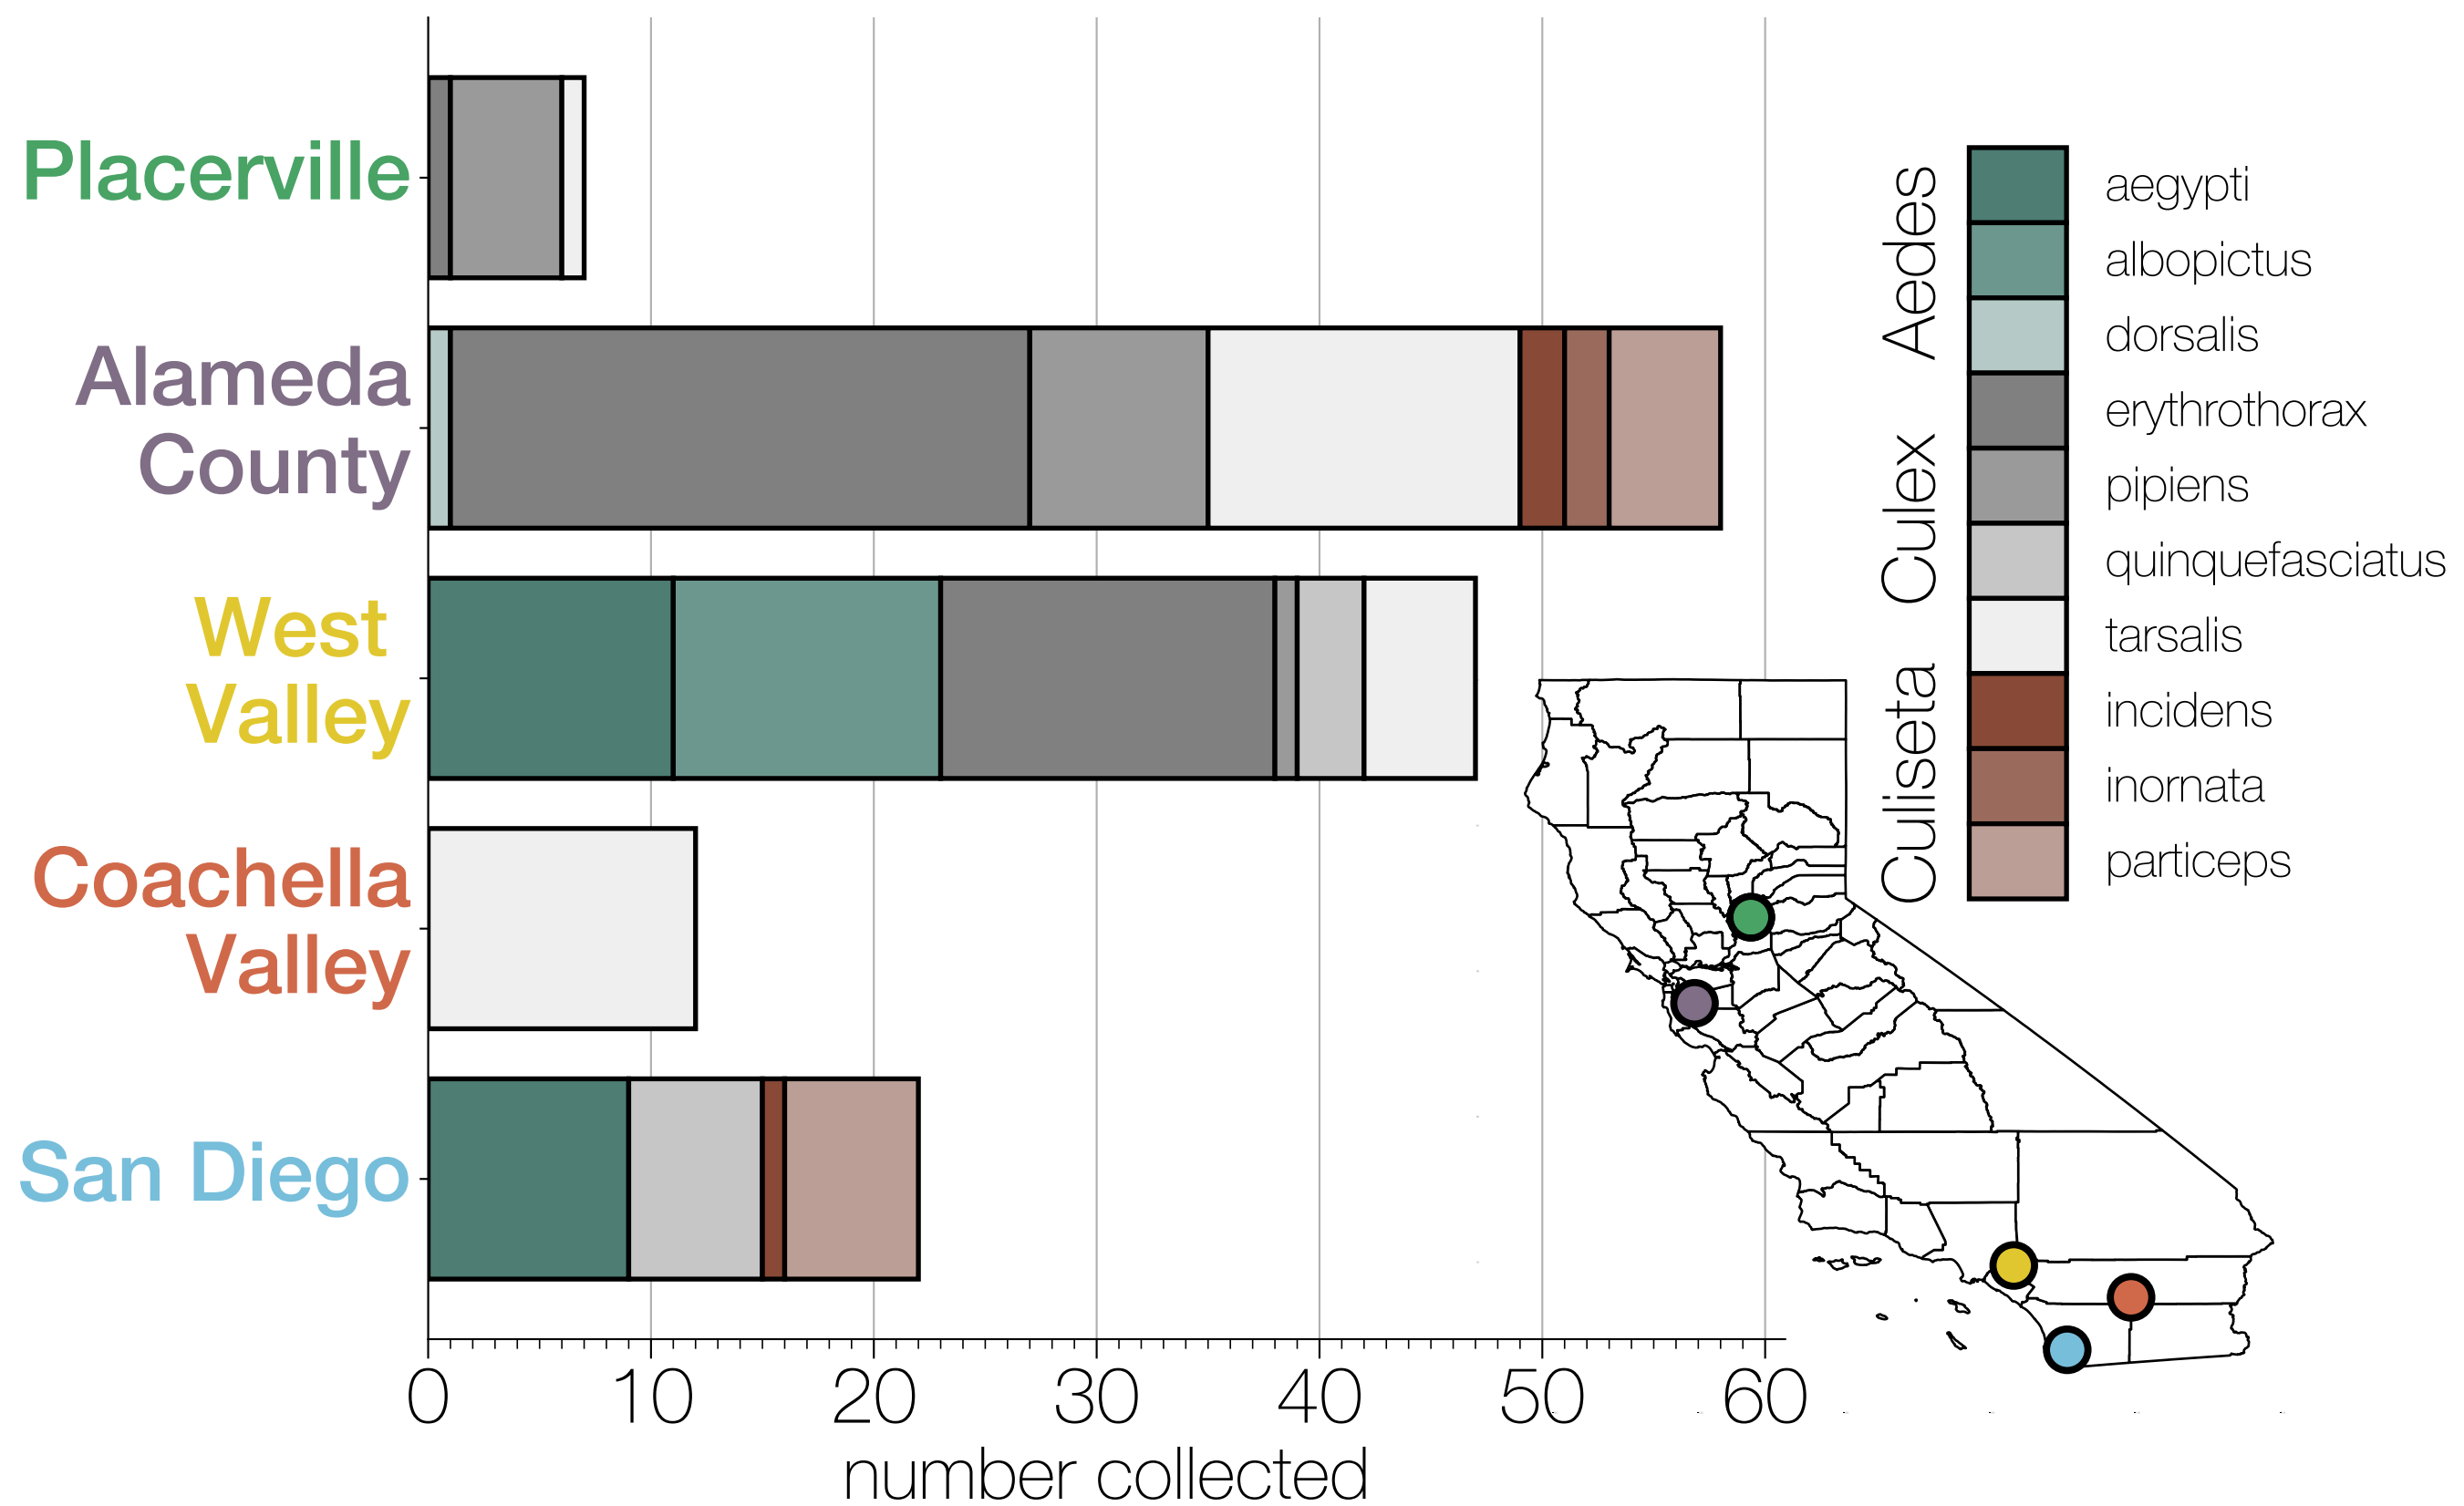 Placerville
Alameda
County
West
Valley
Coachella
Valley
San Diego
0 10 20 30 40 50 60
number collected
Aedes
Culex
Culiseta
aegypti
albopictus
dorsalis
erythrothorax
pipiens
quinquefasciatus
tarsalis
incidens
inornata
particeps